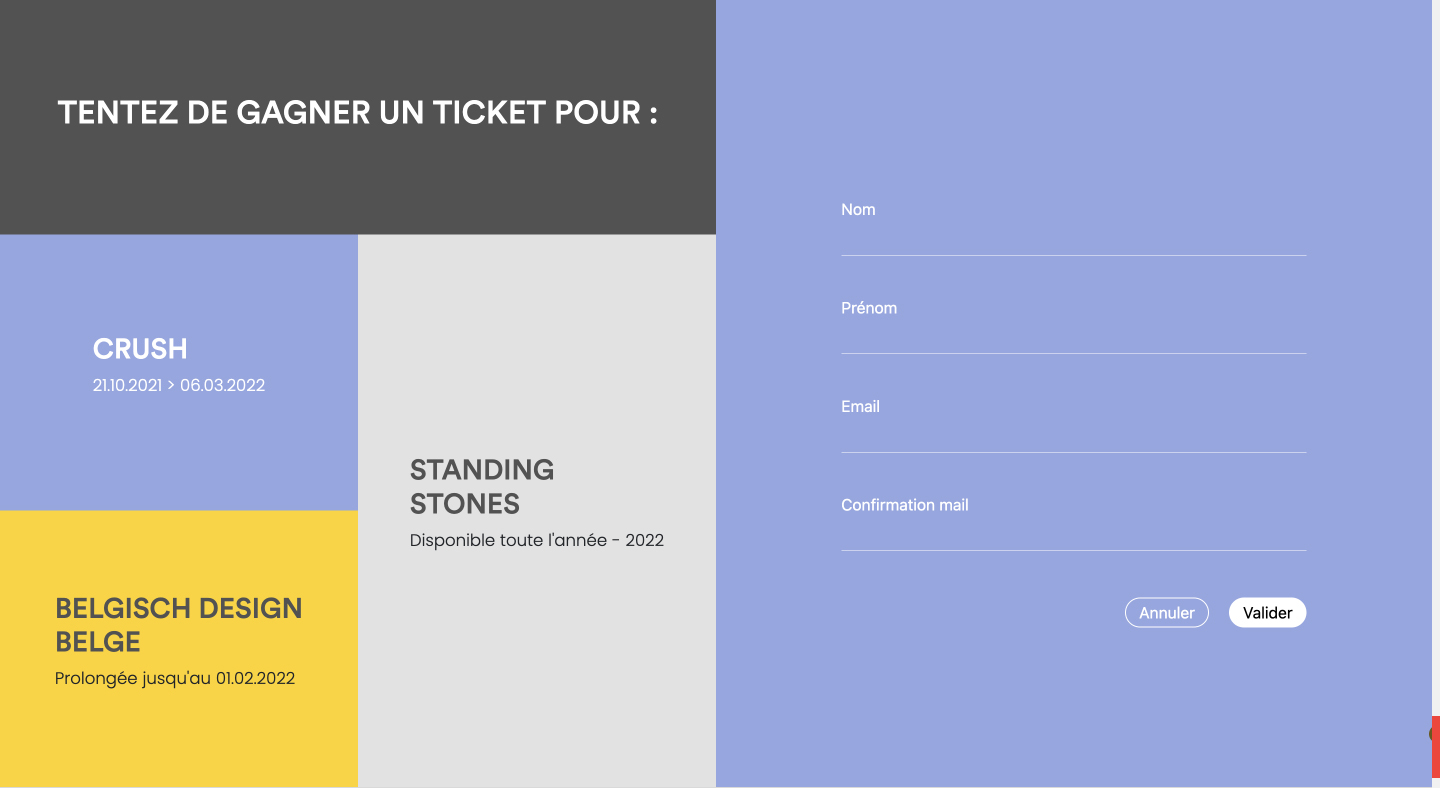 TENTEZ DE GAGNER UN TICKET POUR :
CRUSH
21.10.2021 > 06.03.2022
STANDING
STONES
Disponible toute l'année - 2022
BELGISCH DESIGN
BELGE
Prolongée jusqu'au 01.02.2022
Nom
Prénom
Email
Confirmation mail
Annuler
Valider